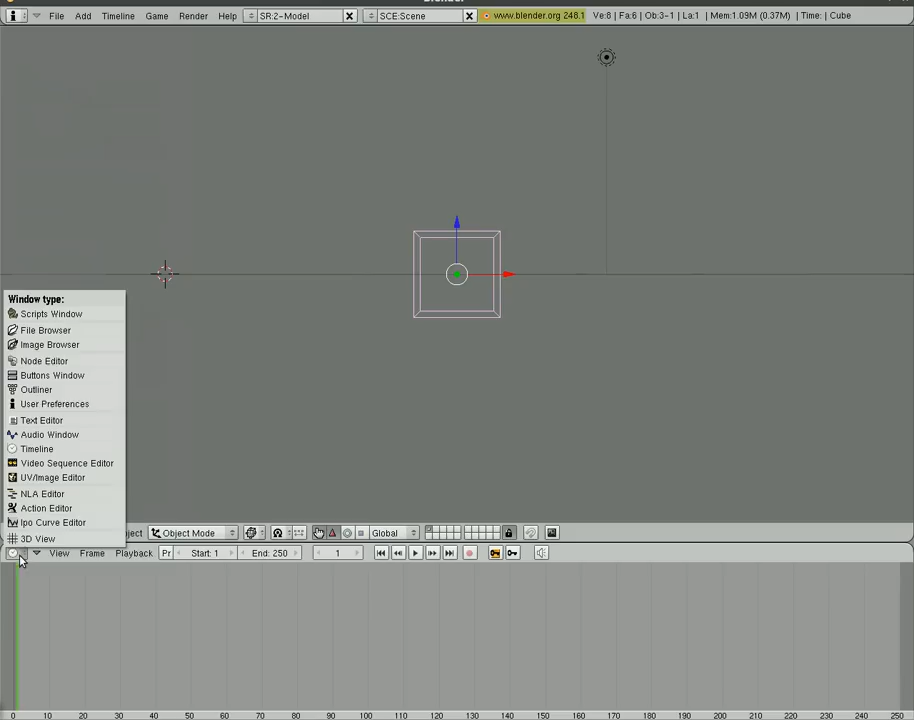 Blender
File Add Timeline Game Render Help SR:2-Model SCE:Scene www.blender.org 248.1 Ve:8 | Fa:6 | Ob:3-1 | La:1 | Mem:1.09M (0.37M) | Time: | Cube
Window type:
Scripts Window
File Browser
Image Browser
Node Editor
Buttons Window
Outliner
User Preferences
Text Editor
Audio Window
Timeline
Video Sequence Editor
UV/Image Editor
NLA Editor
Action Editor
Ipo Curve Editor
3D View
ject Object Mode Global
View Frame Playback Pr Start: 1 End: 250 1
0 10 20 30 40 50 60 70 80 90 100 110 120 130 140 150 160 170 180 190 200 210 220 230 240 250